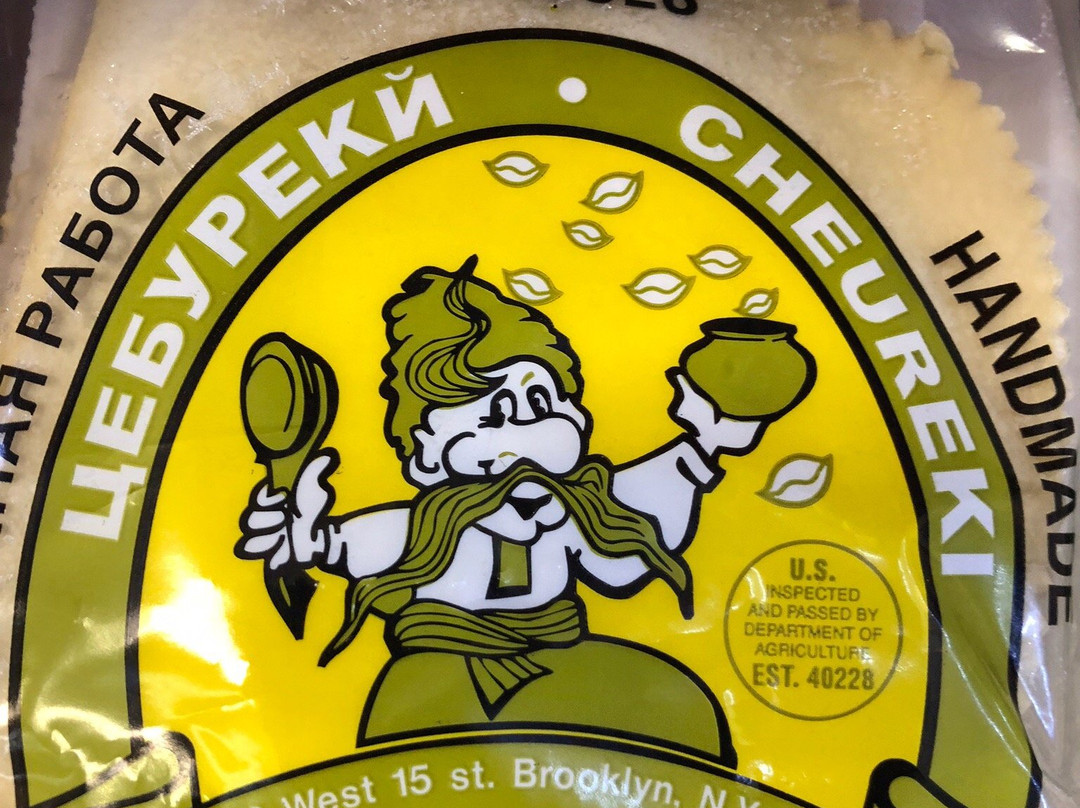 РАБОТА
ЦЕБУРЕКЙ • CHEUREKI
HANDMADE
U.S.
INSPECTED
AND PASSED BY
DEPARTMENT OF
AGRICULTURE
EST. 40228
West 15 st. Brooklyn, N.Y.